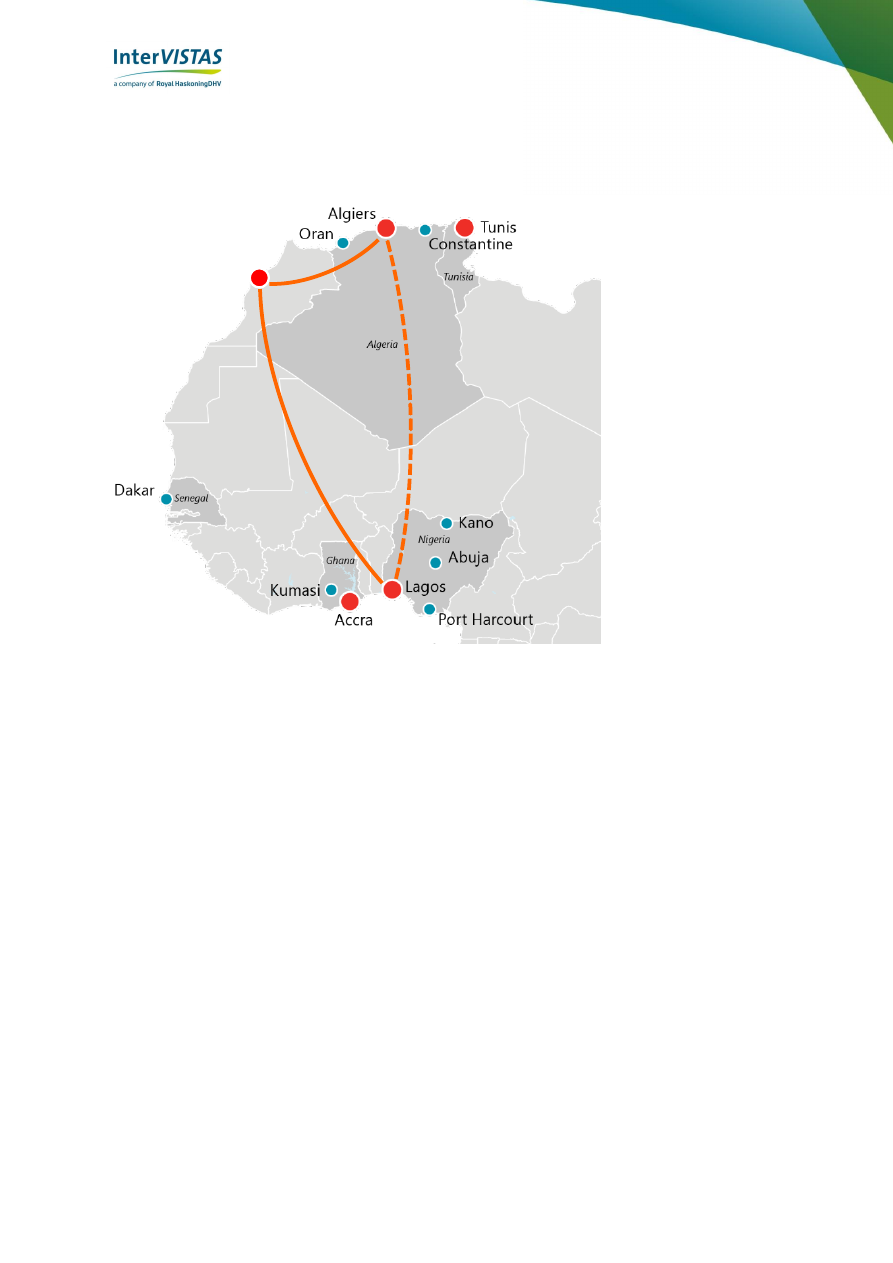 InterVISTAS
a company of Royal HaskoningDHV
Algiers
Oran
Tunis
Constantine
Tunisia
Algeria
Dakar
Senegal
Kano
Nigeria
Abuja
Ghana
Kumasi
Lagos
Accra
Port Harcourt